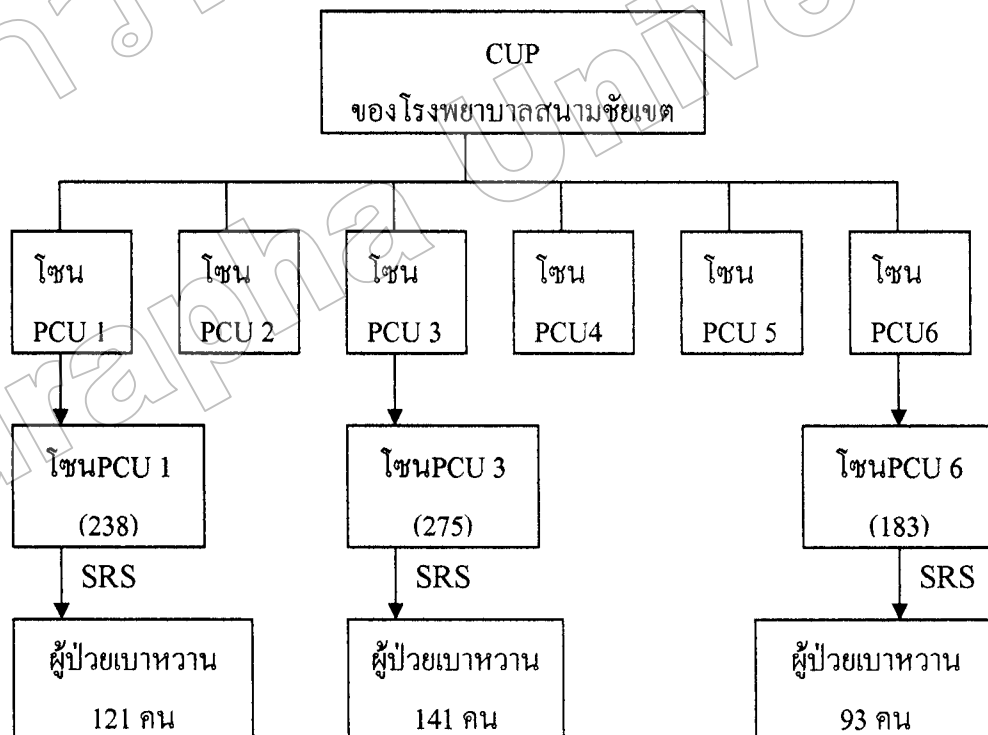 CUP
ของโรงพยาบาลสนามชัยเขต
โซน
PCU 1
โซน
PCU 2
โซน
PCU 3
โซน
PCU4
โซน
PCU 5
โซน
PCU6
โซนPCU 1
(238)
โซนPCU 3
(275)
โซนPCU 6
(183)
SRS
SRS
SRS
ผู้ป่วยเบาหวาน
121 คน
ผู้ป่วยเบาหวาน
141 คน
ผู้ป่วยเบาหวาน
93 คน